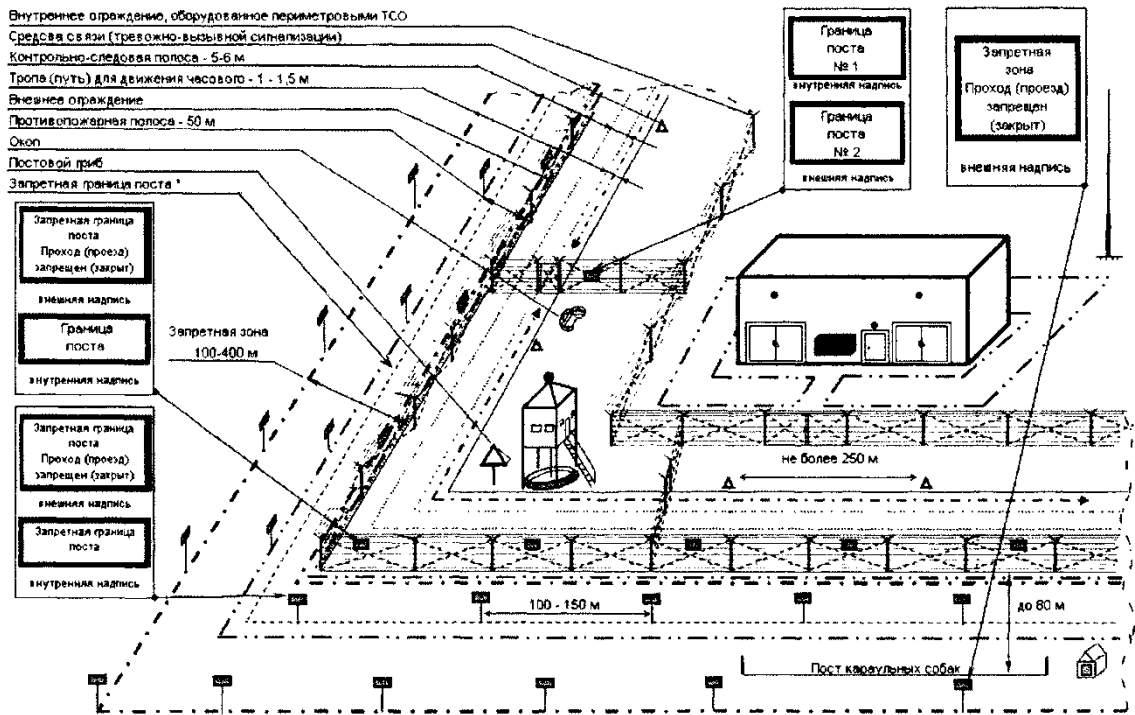 Внутреннее ограждение, оборудованное периметровыми ТСО
Средсва связи (тревожно-вызывной сигнализации)
Контрольно-следовая полоса - 5-6 м
Тропа (путь) для движения часового - 1 - 1,5 м
Внешнее ограждение
Противопожарная полоса - 50 м
Окоп
Постовой гриб
Запретная граница поста *
Граница
поста
№ 1
внутренняя надпись
Граница
поста
№ 2
внешняя надпись
Запретная
зона
Проход (проезд)
запрещен
(закрыт)
внешняя надпись
Запретная граница
поста
Проход (проезд)
запрещен (закрыт)
внешняя надпись
Граница
поста
внутренняя надпись
Запретная граница
поста
Проход (проезд)
запрещен (закрыт)
внешняя надпись
Запретная граница
поста
внутренняя надпись
Запретная зона
100-400 м
не более 250 м
100 - 150 м
до 80 м
Пост караульных собак